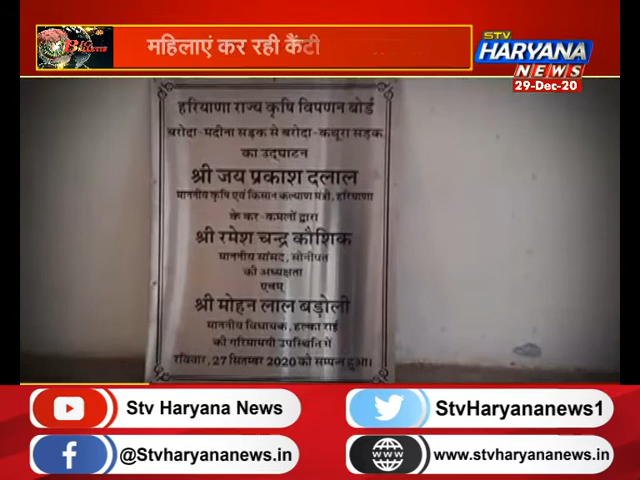 महिलाएं कर रही कैंटी
STV
HARYANA
NEWS
29-Dec-20
हरियाणा राज्य कृषि विपणन बोर्ड
बरोदा-मदीना सड़क से बरोदा-कथूरा सड़क
का उद्घाटन
श्री जय प्रकाश दलाल
माननीय कृषि एवं किसान कल्याण मंत्री, हरियाणा
के कर-कमलों द्वारा
श्री रमेश चन्द्र कौशिक
माननीय सांसद, सोनीपत
की अध्यक्षता
एवम्
श्री मोहन लाल बड़ोली
माननीय विधायक, हल्का राई
की गरिमामयी उपस्थिति में
रविवार, 27 सितम्बर 2020 को सम्पन्न हुआ।
Stv Haryana News
StvHaryananews1
@Stvharyananews.in
www.stvharyananews.in